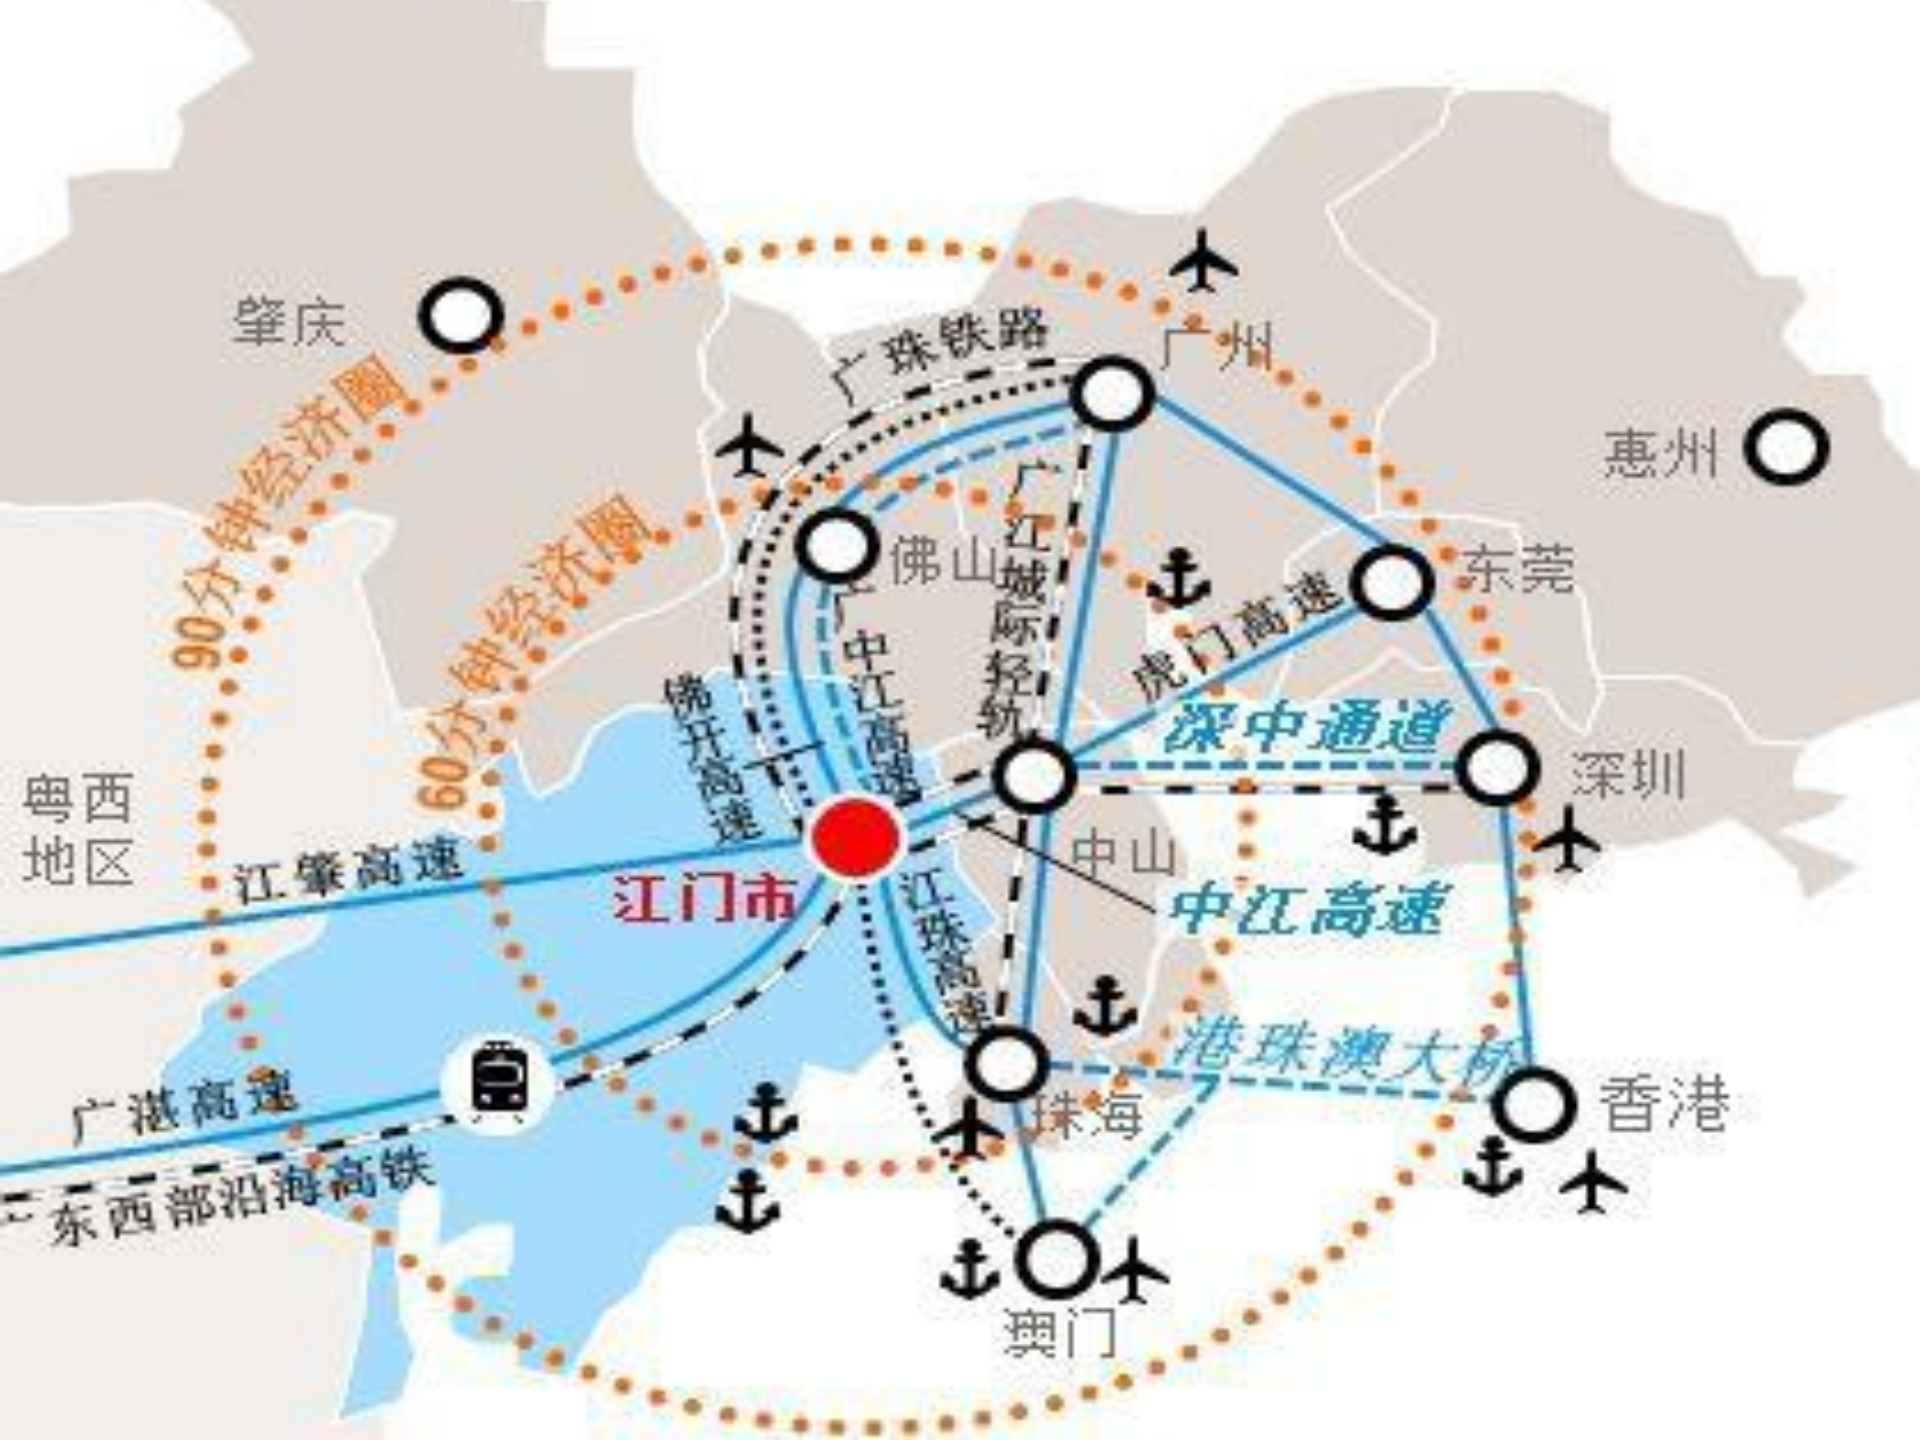 广州
广珠铁路
肇庆
90分钟经济圈
惠州
60分钟经济圈
佛山
东莞
广江城际轻轨
虎门高速
广中江高速
佛开高速
深中通道
深圳
粤西
地区
江肇高速
中山
江门市
中江高速
江珠高速
港珠澳大桥
广湛高速
珠海
香港
东西部沿海高铁
澳门